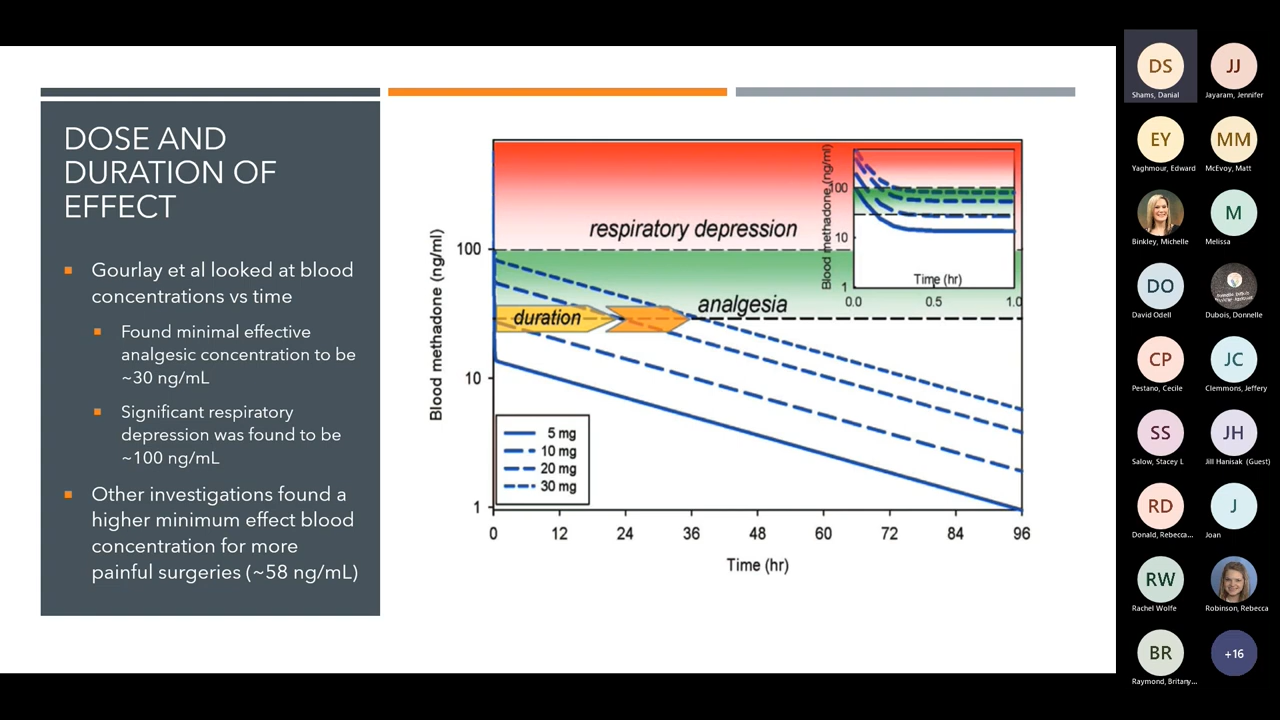 DOSE AND
DURATION OF
EFFECT
Gourlay et al looked at blood
concentrations vs time
Found minimal effective
analgesic concentration to be
~30 ng/mL
Significant respiratory
depression was found to be
~100 ng/mL
Other investigations found a
higher minimum effect blood
concentration for more
painful surgeries (~58 ng/mL)
Blood methadone (ng/ml)
100
10
1
respiratory depression
analgesia
duration
5 mg
10 mg
20 mg
30 mg
0 12 24 36 48 60 72 84 96
Time (hr)
Blood methadone (ng/ml)
100
10
1
Time (hr)
0.0 0.5 1.0
DS JJ
Shams, Danial Jayaram, Jennifer
EY MM
Yaghmour, Edward McEvoy, Matt
M
Binkley, Michelle Melissa
DO
David Odell Dubois, Donnelle
CP JC
Pestano, Cecile Clemmons, Jeffery
SS JH
Salow, Stacey L Jill Hanisak (Guest)
RD J
Donald, Rebecca... Joan
RW
Rachel Wolfe Robinson, Rebecca
BR +16
Raymond, Britany...